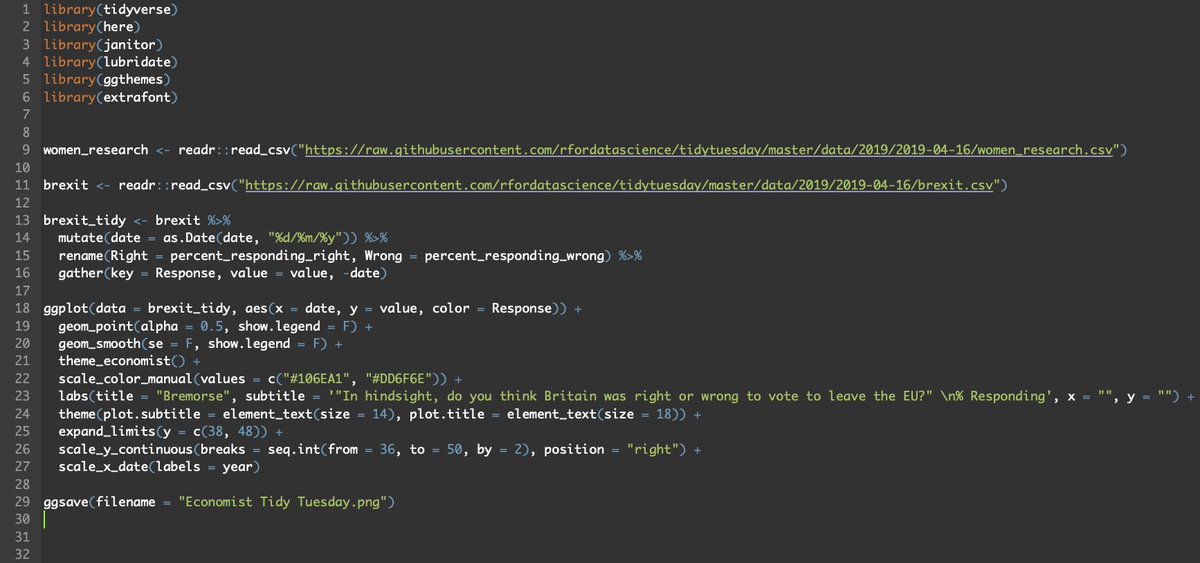 1 library(tidyverse)
2 library(here)
3 library(janitor)
4 library(lubridate)
5 library(ggthemes)
6 library(extrafont)
7
8
9 women_research <- readr::read_csv("https://raw.githubusercontent.com/rfordatascience/tidytuesday/master/data/2019/2019-04-16/women_research.csv")
10
11 brexit <- readr::read_csv("https://raw.githubusercontent.com/rfordatascience/tidytuesday/master/data/2019/2019-04-16/brexit.csv")
12
13 brexit_tidy <- brexit %>%
14   mutate(date = as.Date(date, "%d/%m/%y")) %>%
15   rename(Right = percent_responding_right, Wrong = percent_responding_wrong) %>%
16   gather(key = Response, value = value, -date)
17
18 ggplot(data = brexit_tidy, aes(x = date, y = value, color = Response)) +
19   geom_point(alpha = 0.5, show.legend = F) +
20   geom_smooth(se = F, show.legend = F) +
21   theme_economist() +
22   scale_color_manual(values = c("#106EA1", "#DD6F6E")) +
23   labs(title = "Bremorse", subtitle = '"In hindsight, do you think Britain was right or wrong to vote to leave the EU?" \n% Responding', x = "", y = "") +
24   theme(plot.subtitle = element_text(size = 14), plot.title = element_text(size = 18)) +
25   expand_limits(y = c(38, 48)) +
26   scale_y_continuous(breaks = seq.int(from = 36, to = 50, by = 2), position = "right") +
27   scale_x_date(labels = year)
28
29 ggsave(filename = "Economist Tidy Tuesday.png")
30
31
32